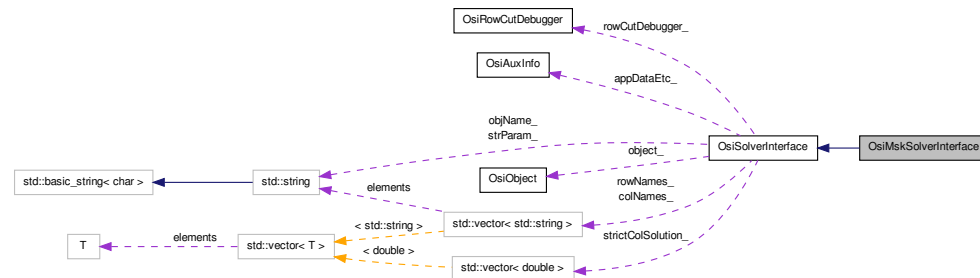 OsiRowCutDebugger
rowCutDebugger_
OsiAuxInfo
appDataEtc_
objName_
strParam_
OsiSolverInterface
OsiMskSolverInterface
object_
std::basic_string< char >
std::string
OsiObject
elements
rowNames_
colNames_
std::vector< std::string >
< std::string >
strictColSolution_
T
elements
std::vector< T >
< double >
std::vector< double >